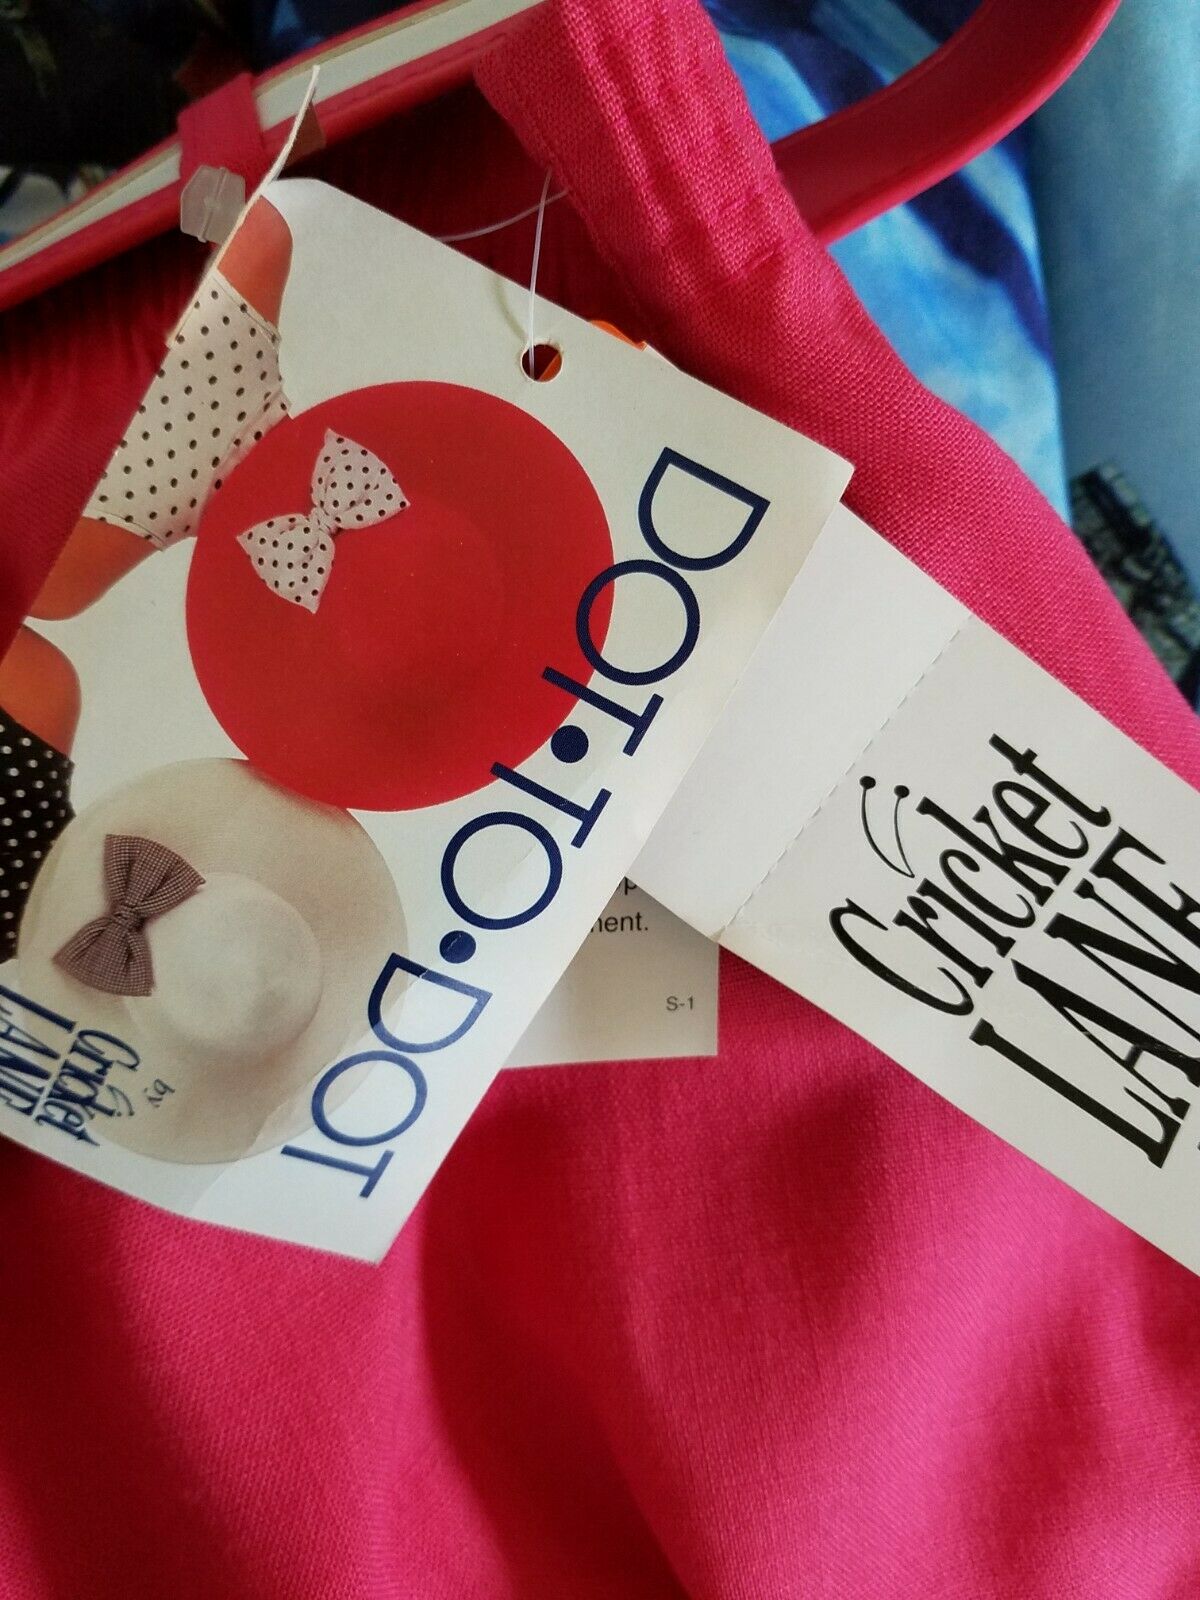 DOT•TO•DOT
by
Cricket
LANE
Cricket
LANE
ment.
S-1